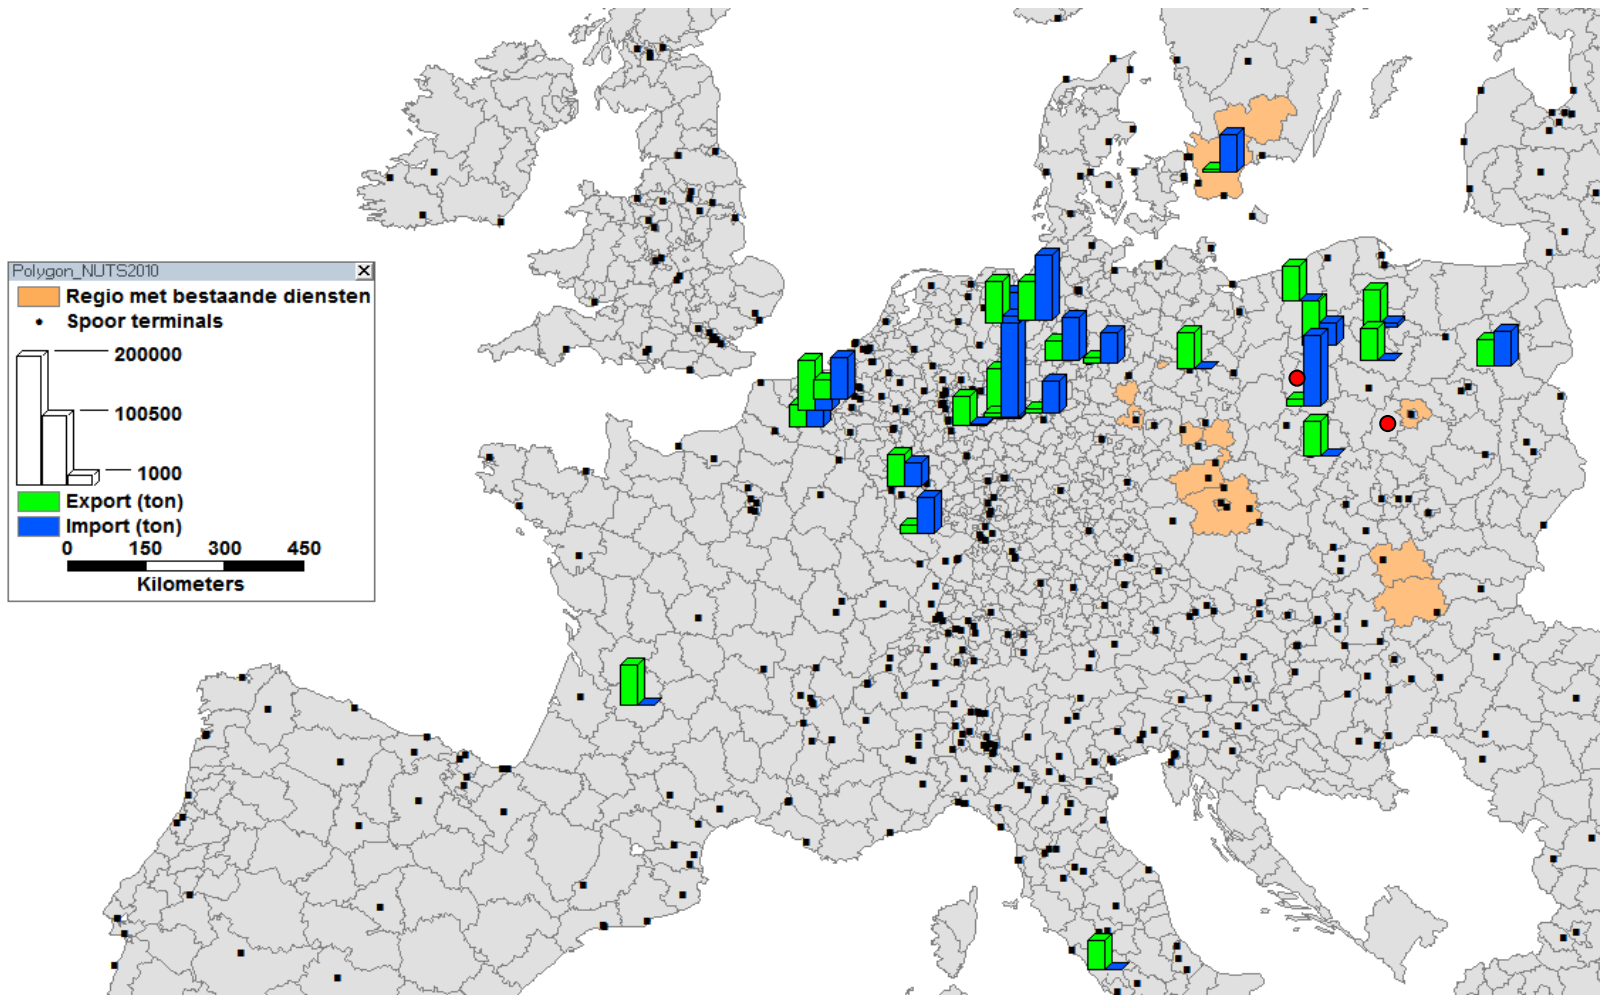 Polygon_NUTS2010
Regio met bestaande diensten
Spoor terminals
200000
100500
1000
Export (ton)
Import (ton)
0 150 300 450
Kilometers